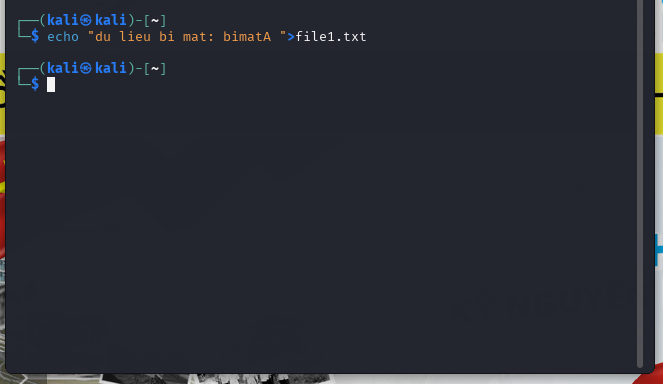 ┌──(kali㉿kali)-[~]
└─$ echo "du lieu bi mat: bimatA ">file1.txt
┌──(kali㉿kali)-[~]
└─$